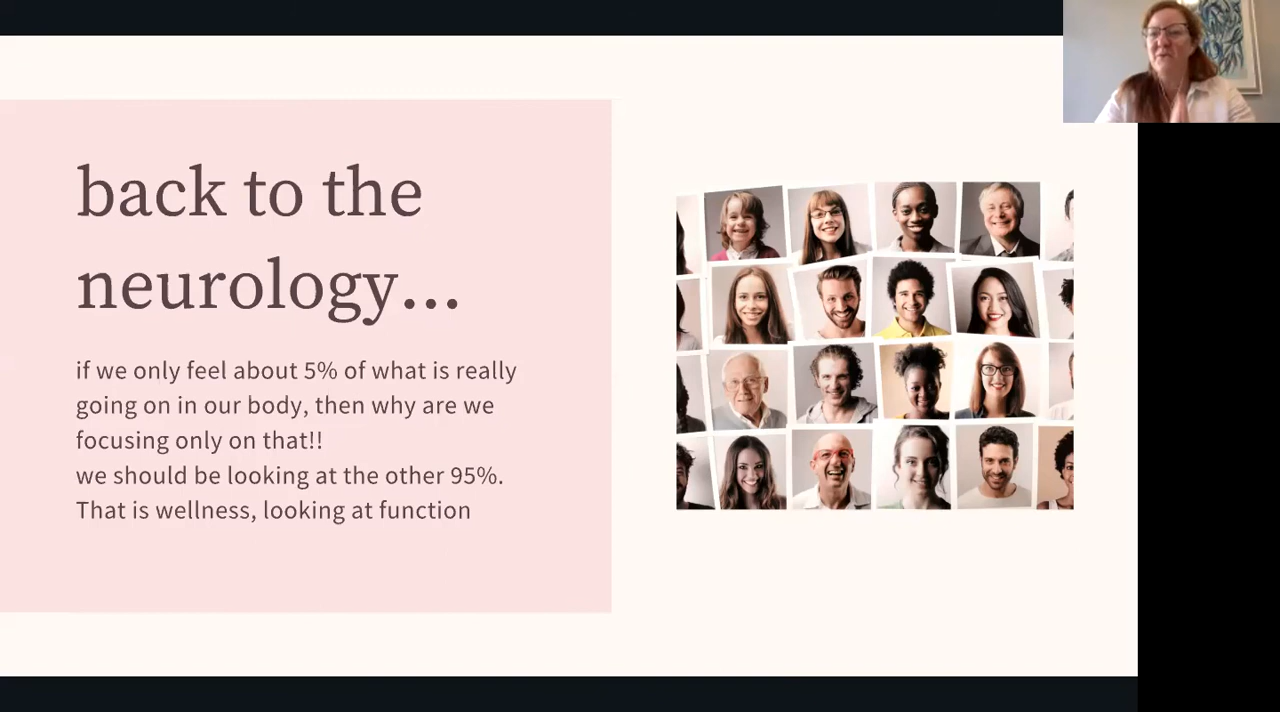 back to the
neurology...
if we only feel about 5% of what is really
going on in our body, then why are we
focusing only on that!!
we should be looking at the other 95%.
That is wellness, looking at function